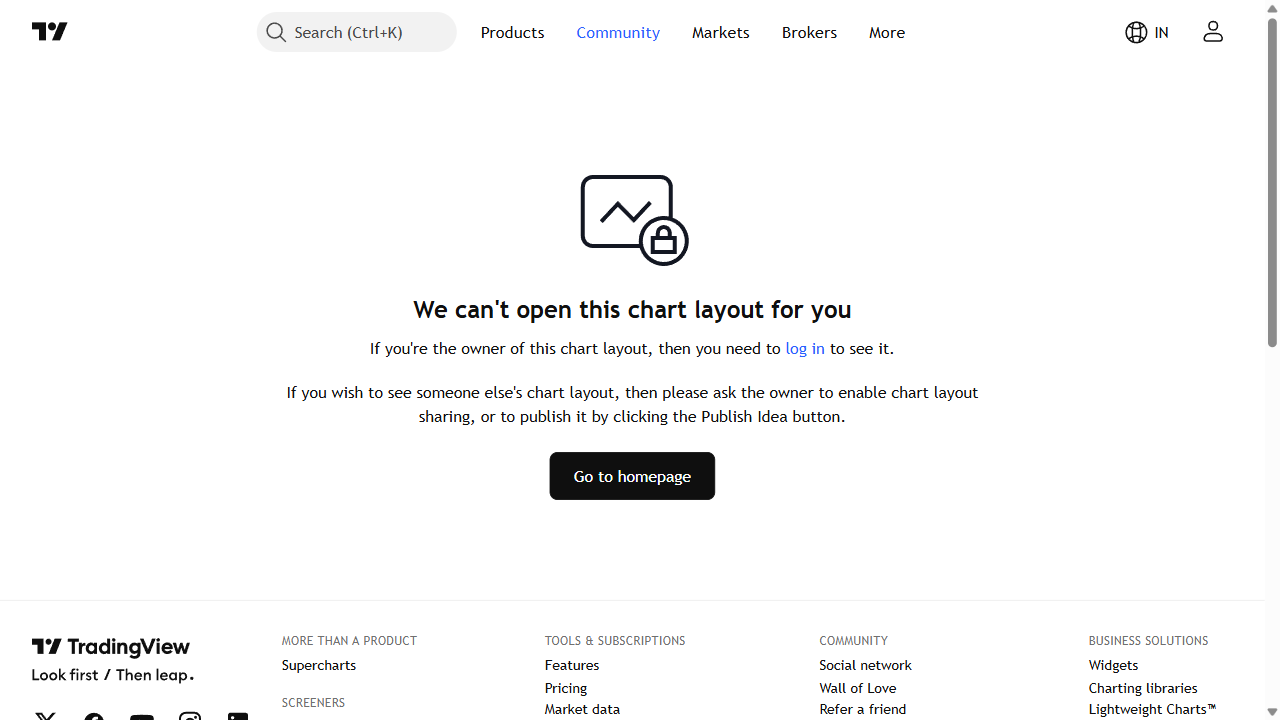 Search (Ctrl+K)
Products
Community
Markets
Brokers
More
IN
We can't open this chart layout for you
If you're the owner of this chart layout, then you need to log in to see it.
If you wish to see someone else's chart layout, then please ask the owner to enable chart layout
sharing, or to publish it by clicking the Publish Idea button.
Go to homepage
TradingView
Look first / Then leap.
MORE THAN A PRODUCT
Supercharts
SCREENERS
TOOLS & SUBSCRIPTIONS
Features
Pricing
Market data
COMMUNITY
Social network
Wall of Love
Refer a friend
BUSINESS SOLUTIONS
Widgets
Charting libraries
Lightweight Charts™